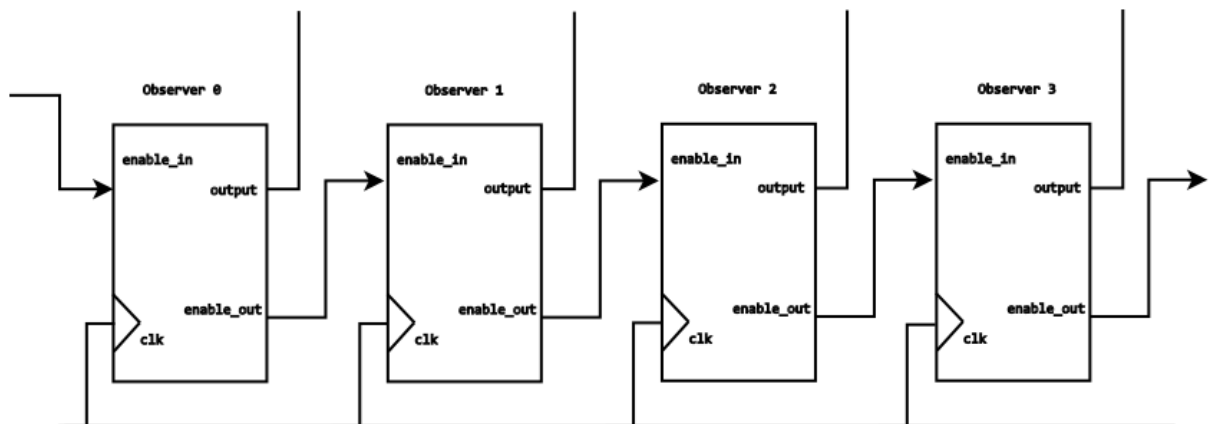 Observer 0
Observer 1
Observer 2
Observer 3
enable_in
output
enable_out
clk
enable_in
output
enable_out
clk
enable_in
output
enable_out
clk
enable_in
output
enable_out
clk